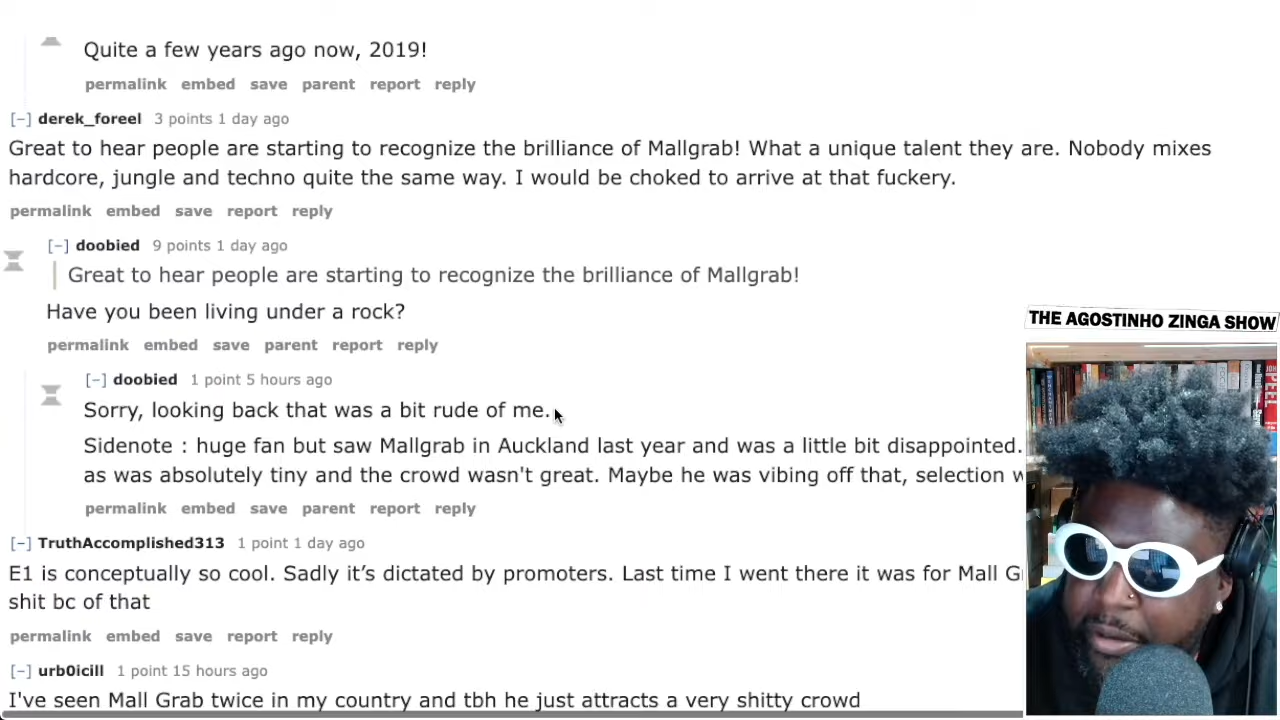 Quite a few years ago now, 2019!
permalink embed save parent report reply
[–] derek_foreel 3 points 1 day ago
Great to hear people are starting to recognize the brilliance of Mallgrab! What a unique talent they are. Nobody mixes
hardcore, jungle and techno quite the same way. I would be choked to arrive at that fuckery.
permalink embed save report reply
[–] doobied 9 points 1 day ago
Great to hear people are starting to recognize the brilliance of Mallgrab!
Have you been living under a rock?
permalink embed save parent report reply
[–] doobied 1 point 5 hours ago
Sorry, looking back that was a bit rude of me.
Sidenote : huge fan but saw Mallgrab in Auckland last year and was a little bit disappointed.
as was absolutely tiny and the crowd wasn't great. Maybe he was vibing off that, selection
permalink embed save parent report reply
[–] TruthAccomplished313 1 point 1 day ago
E1 is conceptually so cool. Sadly it's dictated by promoters. Last time I went there it was for Mall
shit bc of that
permalink embed save report reply
[–] urb0icill 1 point 15 hours ago
I've seen Mall Grab twice in my country and tbh he just attracts a very shitty crowd
THE AGOSTINHO ZINGA SHOW